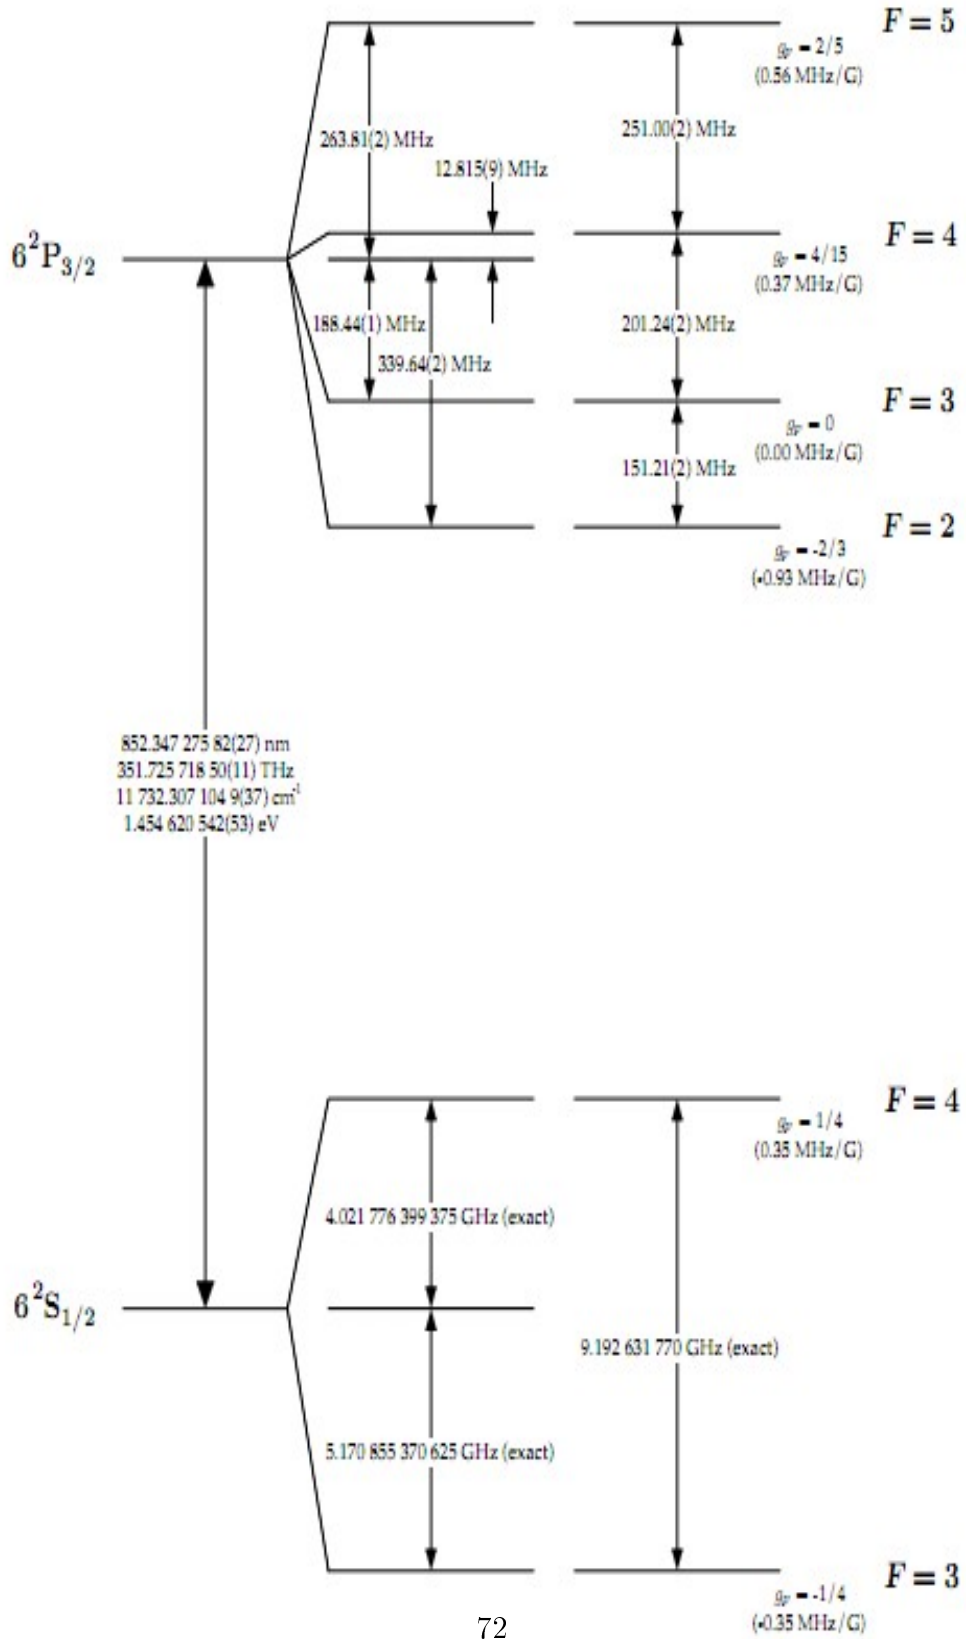 F = 5
g_F = 2/5
(0.56 MHz/G)
263.81(2) MHz
251.00(2) MHz
12.815(9) MHz
6²P₃/₂
F = 4
g_F = 4/15
(0.37 MHz/G)
188.44(1) MHz
201.24(2) MHz
339.64(2) MHz
F = 3
g_F = 0
(0.00 MHz/G)
151.21(2) MHz
F = 2
g_F = -2/3
(-0.93 MHz/G)
852.347 275 82(27) nm
351.725 718 50(11) THz
11 732.307 104 9(37) cm⁻¹
1.454 620 542(53) eV
F = 4
g_F = 1/4
(0.35 MHz/G)
4.021 776 399 375 GHz (exact)
6²S₁/₂
9.192 631 770 GHz (exact)
5.170 855 370 625 GHz (exact)
F = 3
g_F = -1/4
(-0.35 MHz/G)
72